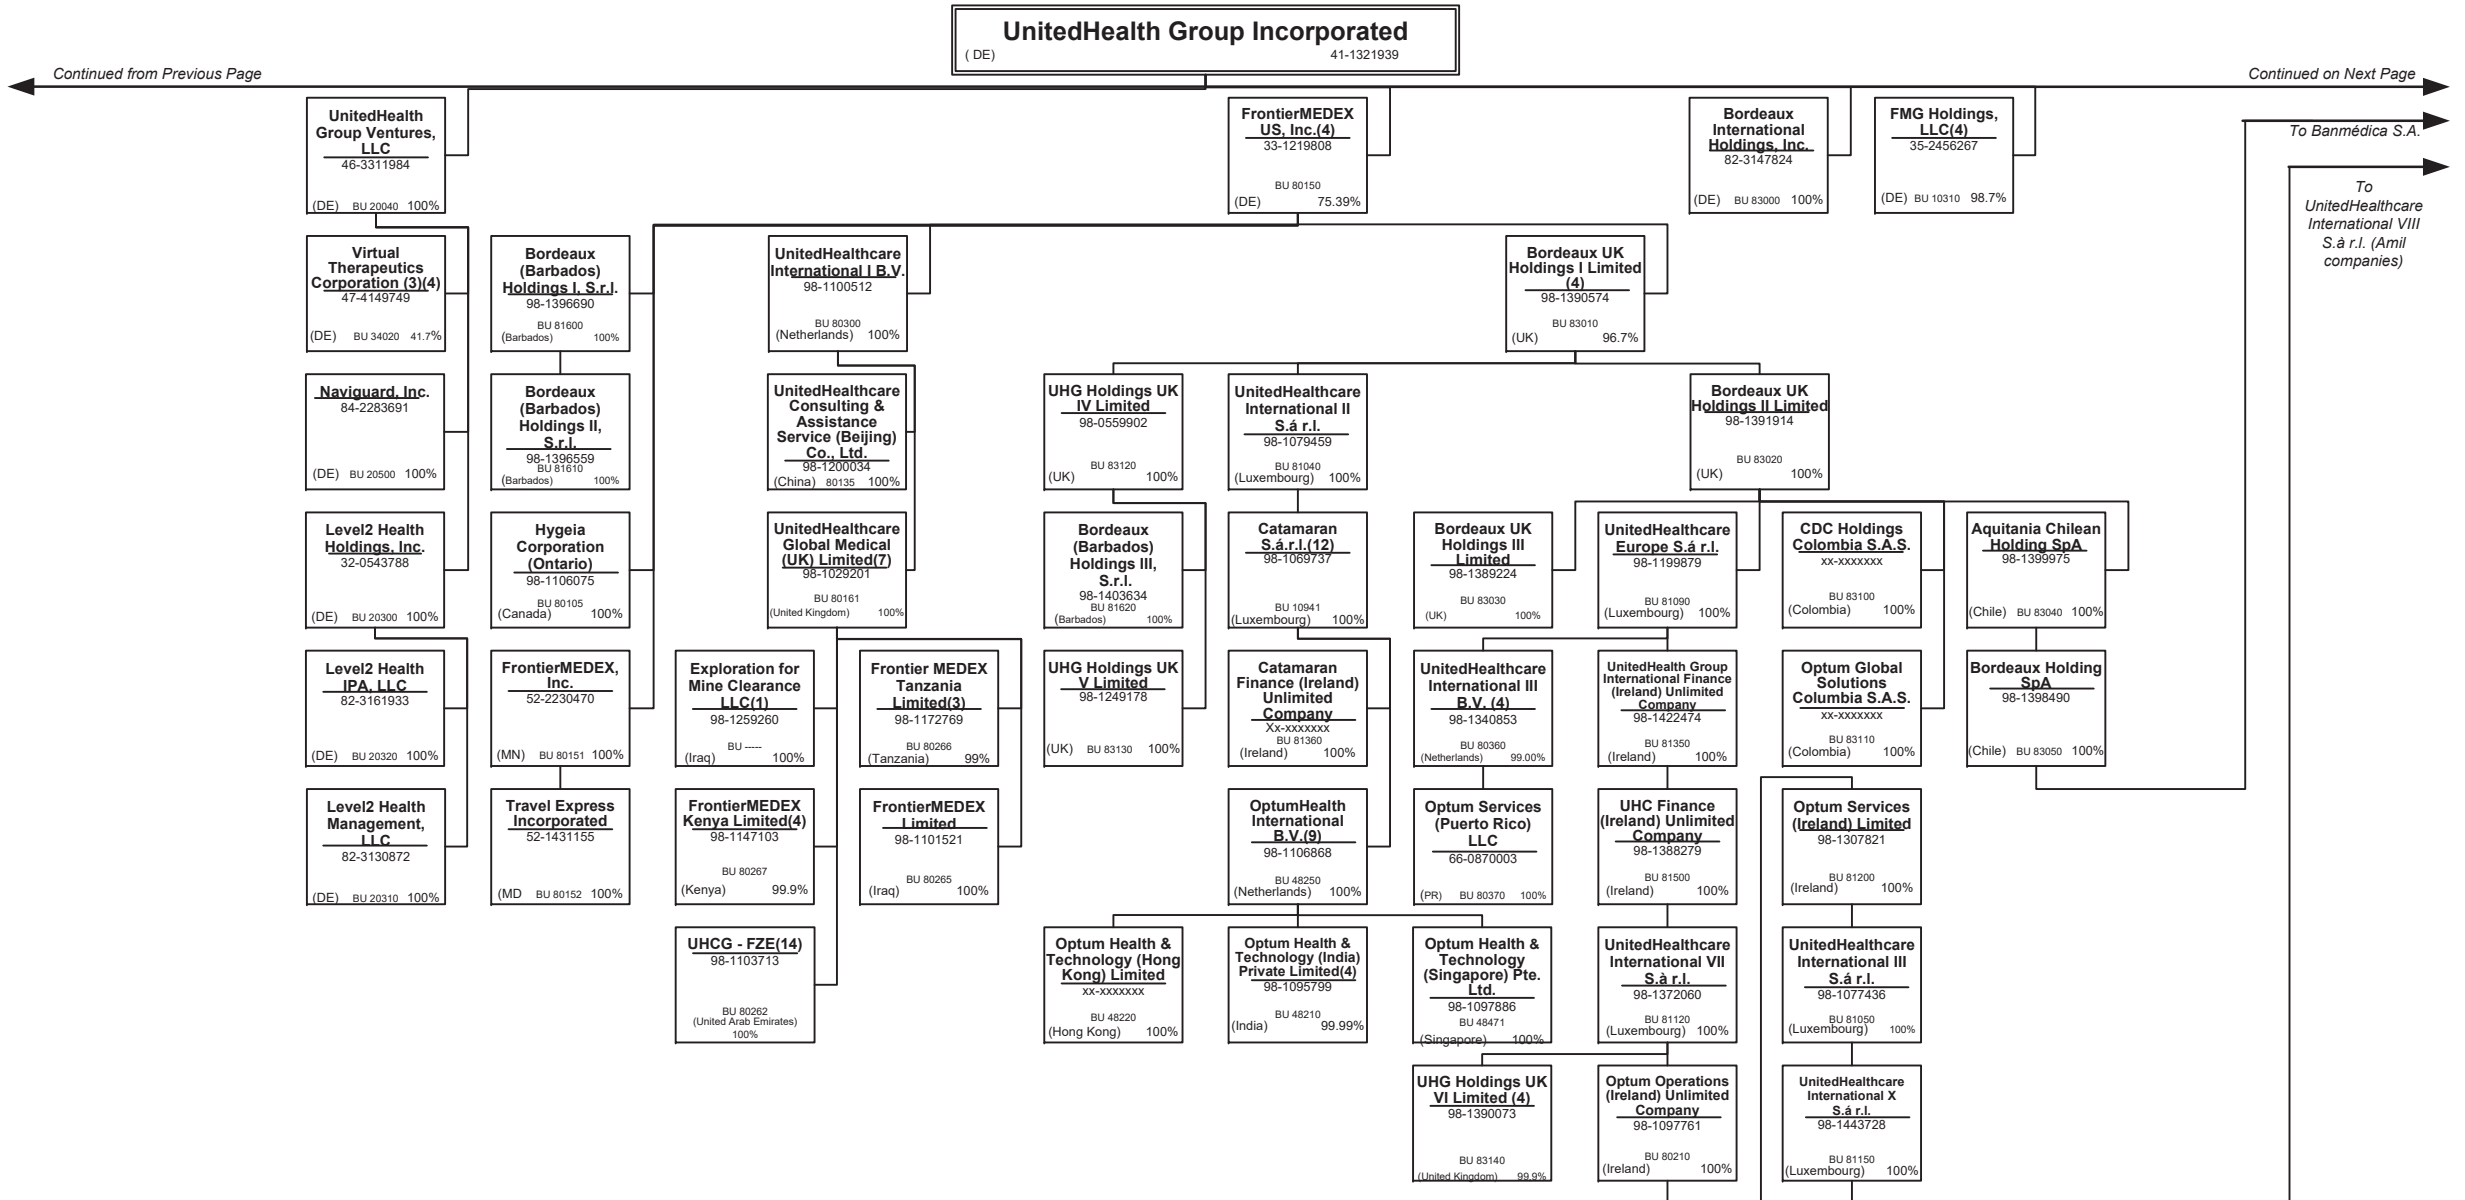 UnitedHealth Group Incorporated
( DE) 41-1321939
Continued from Previous Page
Continued on Next Page
To Banmédica S.A.
To
UnitedHealthcare
International VIII
S.à r.l. (Amil
companies)
UnitedHealth
Group Ventures,
LLC
46-3311984
(DE) BU 20040 100%
FrontierMEDEX
US, Inc.(4)
33-1219808
BU 80150
(DE) 75.39%
Bordeaux
International
Holdings, Inc.
82-3147824
(DE) BU 83000 100%
FMG Holdings,
LLC(4)
35-2456267
(DE) BU 10310 98.7%
Virtual
Therapeutics
Corporation (3)(4)
47-4149749
(DE) BU 34020 41.7%
Bordeaux
(Barbados)
Holdings I, S.r.l.
98-1396690
BU 81600
(Barbados) 100%
UnitedHealthcare
International I B.V.
98-1100512
BU 80300
(Netherlands) 100%
Bordeaux UK
Holdings I Limited
(4)
98-1390574
BU 83010
(UK) 96.7%
Naviguard, Inc.
84-2283691
(DE) BU 20500 100%
Bordeaux
(Barbados)
Holdings II,
S.r.l.
98-1396559
BU 81610
(Barbados) 100%
UnitedHealthcare
Consulting &
Assistance
Service (Beijing)
Co., Ltd.
98-1200034
(China) 80135 100%
UHG Holdings UK
IV Limited
98-0559902
BU 83120
(UK) 100%
UnitedHealthcare
International II
S.á r.l.
98-1079459
BU 81040
(Luxembourg) 100%
Bordeaux UK
Holdings II Limited
98-1391914
BU 83020
(UK) 100%
Level2 Health
Holdings, Inc.
32-0543788
(DE) BU 20300 100%
Hygeia
Corporation
(Ontario)
98-1106075
BU 80105
(Canada) 100%
UnitedHealthcare
Global Medical
(UK) Limited(7)
98-1029201
BU 80161
(United Kingdom) 100%
Bordeaux
(Barbados)
Holdings III,
S.r.l.
98-1403634
BU 81620
(Barbados) 100%
Catamaran
S.á.r.l.(12)
98-1069737
BU 10941
(Luxembourg) 100%
Bordeaux UK
Holdings III
Limited
98-1389224
BU 83030
(UK) 100%
UnitedHealthcare
Europe S.á r.l.
98-1199879
BU 81090
(Luxembourg) 100%
CDC Holdings
Colombia S.A.S.
xx-xxxxxxx
BU 83100
(Colombia) 100%
Aquitania Chilean
Holding SpA
98-1399975
(Chile) BU 83040 100%
Level2 Health
IPA, LLC
82-3161933
(DE) BU 20320 100%
FrontierMEDEX,
Inc.
52-2230470
(MN) BU 80151 100%
Exploration for
Mine Clearance
LLC(1)
98-1259260
BU -----
(Iraq) 100%
Frontier MEDEX
Tanzania
Limited(3)
98-1172769
BU 80266
(Tanzania) 99%
UHG Holdings UK
V Limited
98-1249178
(UK) BU 83130 100%
Catamaran
Finance (Ireland)
Unlimited
Company
Xx-xxxxxxx
BU 81360
(Ireland) 100%
UnitedHealthcare
International III
B.V. (4)
98-1340853
BU 80360
(Netherlands) 99.00%
UnitedHealth Group
International Finance
(Ireland) Unlimited
Company
98-1422474
BU 81350
(Ireland) 100%
Optum Global
Solutions
Columbia S.A.S.
xx-xxxxxxx
BU 83110
(Colombia) 100%
Bordeaux Holding
SpA
98-1398490
(Chile) BU 83050 100%
Level2 Health
Management,
LLC
82-3130872
(DE) BU 20310 100%
Travel Express
Incorporated
52-1431155
(MD BU 80152 100%
FrontierMEDEX
Kenya Limited(4)
98-1147103
BU 80267
(Kenya) 99.9%
FrontierMEDEX
Limited
98-1101521
BU 80265
(Iraq) 100%
OptumHealth
International
B.V.(9)
98-1106868
BU 48250
(Netherlands) 100%
Optum Services
(Puerto Rico)
LLC
66-0870003
(PR) BU 80370 100%
UHC Finance
(Ireland) Unlimited
Company
98-1388279
BU 81500
(Ireland) 100%
Optum Services
(Ireland) Limited
98-1307821
BU 81200
(Ireland) 100%
UHCG - FZE(14)
98-1103713
BU 80262
(United Arab Emirates)
100%
Optum Health &
Technology (Hong
Kong) Limited
xx-xxxxxxx
BU 48220
(Hong Kong) 100%
Optum Health &
Technology (India)
Private Limited(4)
98-1095799
BU 48210
(India) 99.99%
Optum Health &
Technology
(Singapore) Pte.
Ltd.
98-1097886
BU 48471
(Singapore) 100%
UnitedHealthcare
International VII
S.à r.l.
98-1372060
BU 81120
(Luxembourg) 100%
UnitedHealthcare
International III
S.á r.l.
98-1077436
BU 81050
(Luxembourg) 100%
UHG Holdings UK
VI Limited (4)
98-1390073
BU 83140
(United Kingdom) 99.9%
Optum Operations
(Ireland) Unlimited
Company
98-1097761
BU 80210
(Ireland) 100%
UnitedHealthcare
International X
S.á r.l.
98-1443728
BU 81150
(Luxembourg) 100%